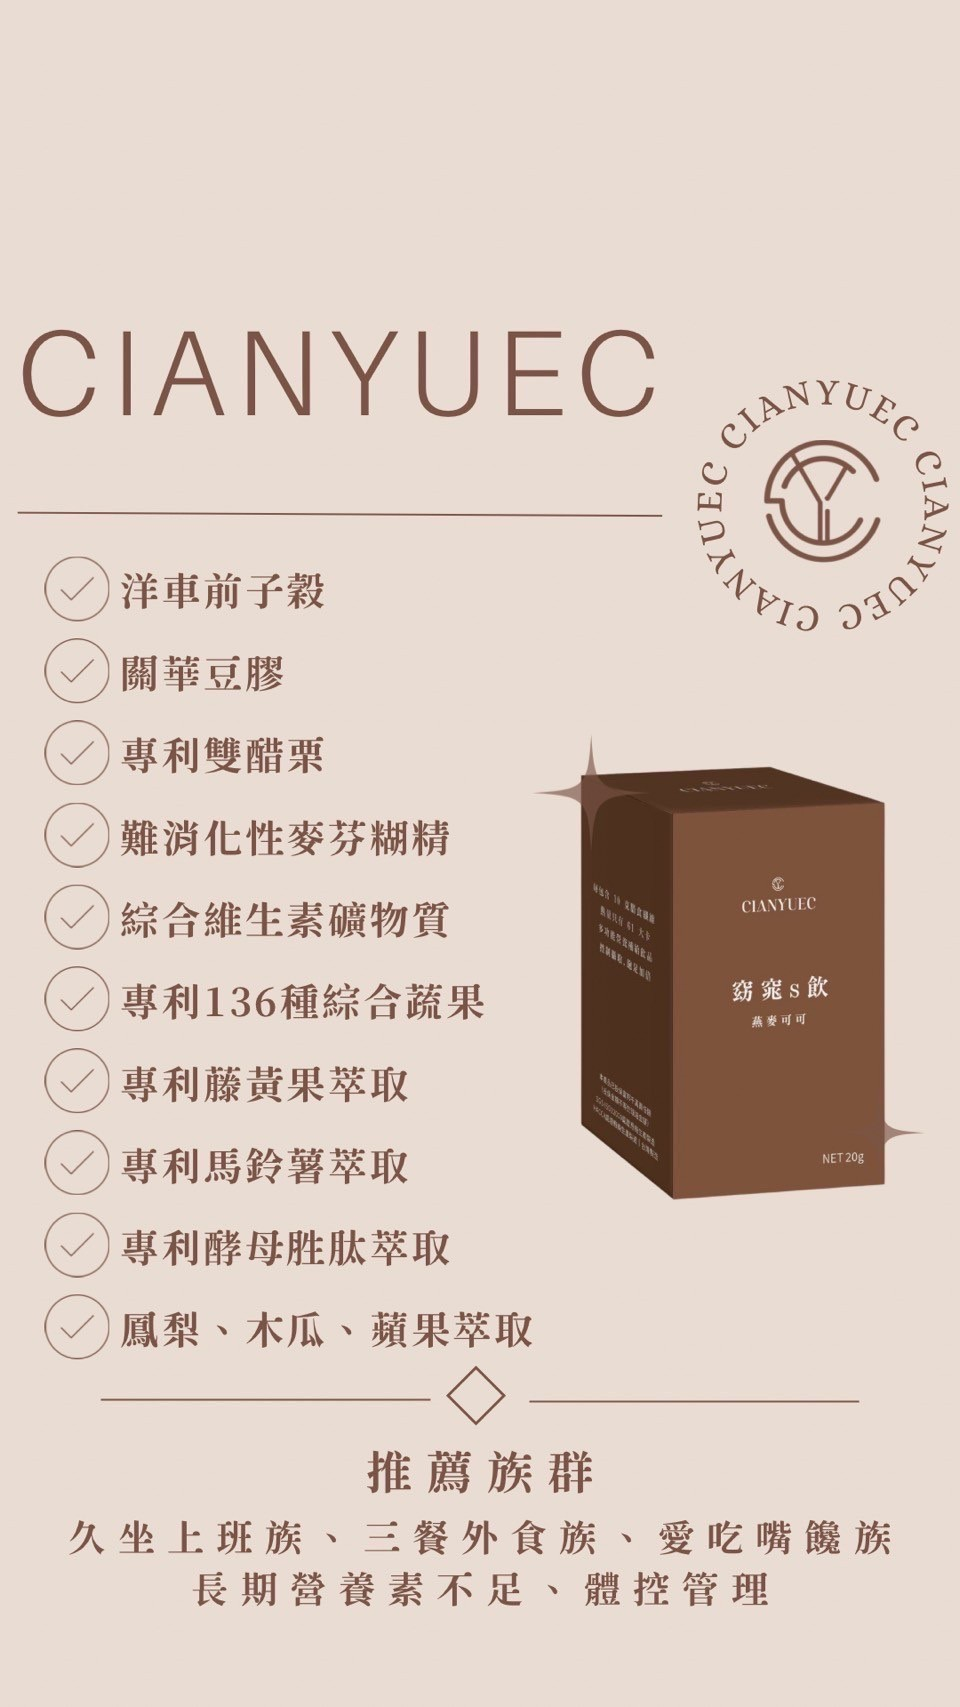 CIANYUEC
CIANYUEC CIANYUEC CIANYUEC CIANYUEC
洋車前子穀
關華豆膠
專利雙醋栗
難消化性麥芬糊精
綜合維生素礦物質
專利136種綜合蔬果
專利藤黃果萃取
專利馬鈴薯萃取
專利酵母胜肽萃取
鳳梨、木瓜、蘋果萃取
CIANYUEC
CIANYUEC
窈窕s飲
燕麥可可
NET 20g
推薦族群
久坐上班族、三餐外食族、愛吃嘴饞族
長期營養素不足、體控管理